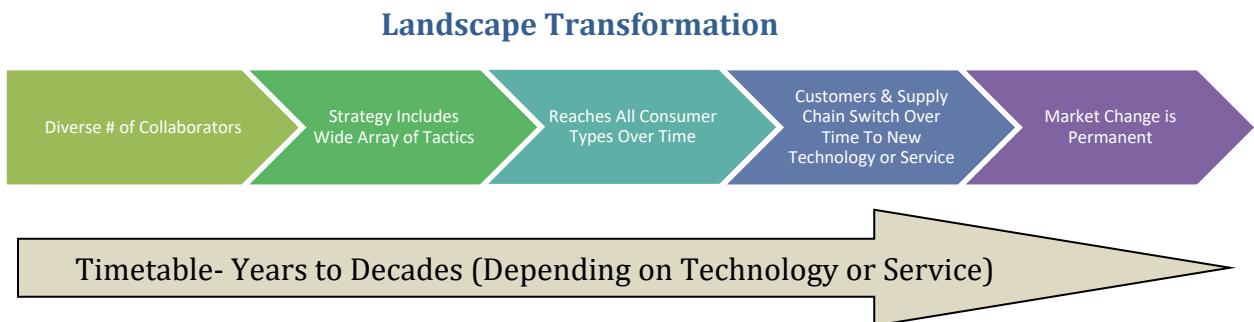 Landscape Transformation
Diverse # of Collaborators
Strategy Includes
Wide Array of Tactics
Reaches All Consumer
Types Over Time
Customers & Supply
Chain Switch Over
Time To New
Technology or Service
Market Change is
Permanent
Timetable- Years to Decades (Depending on Technology or Service)